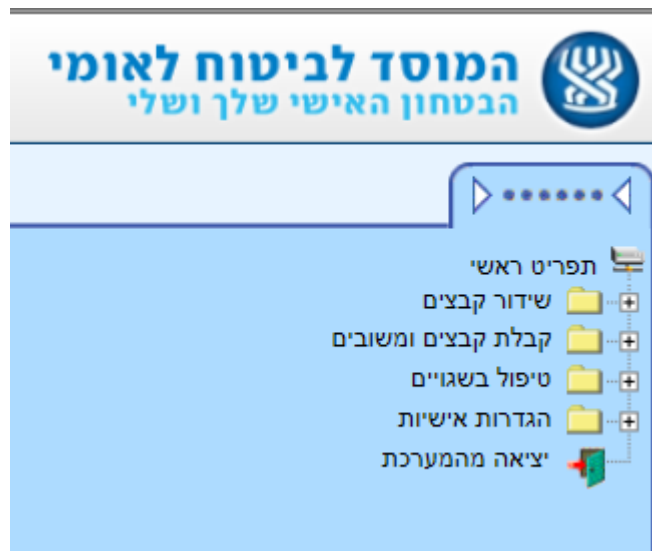 המוסד לביטוח לאומי
הבטחון האישי שלך ושלי
תפריט ראשי
שידור קבצים
קבלת קבצים ומשובים
טיפול בשגויים
הגדרות אישיות
יציאה מהמערכת